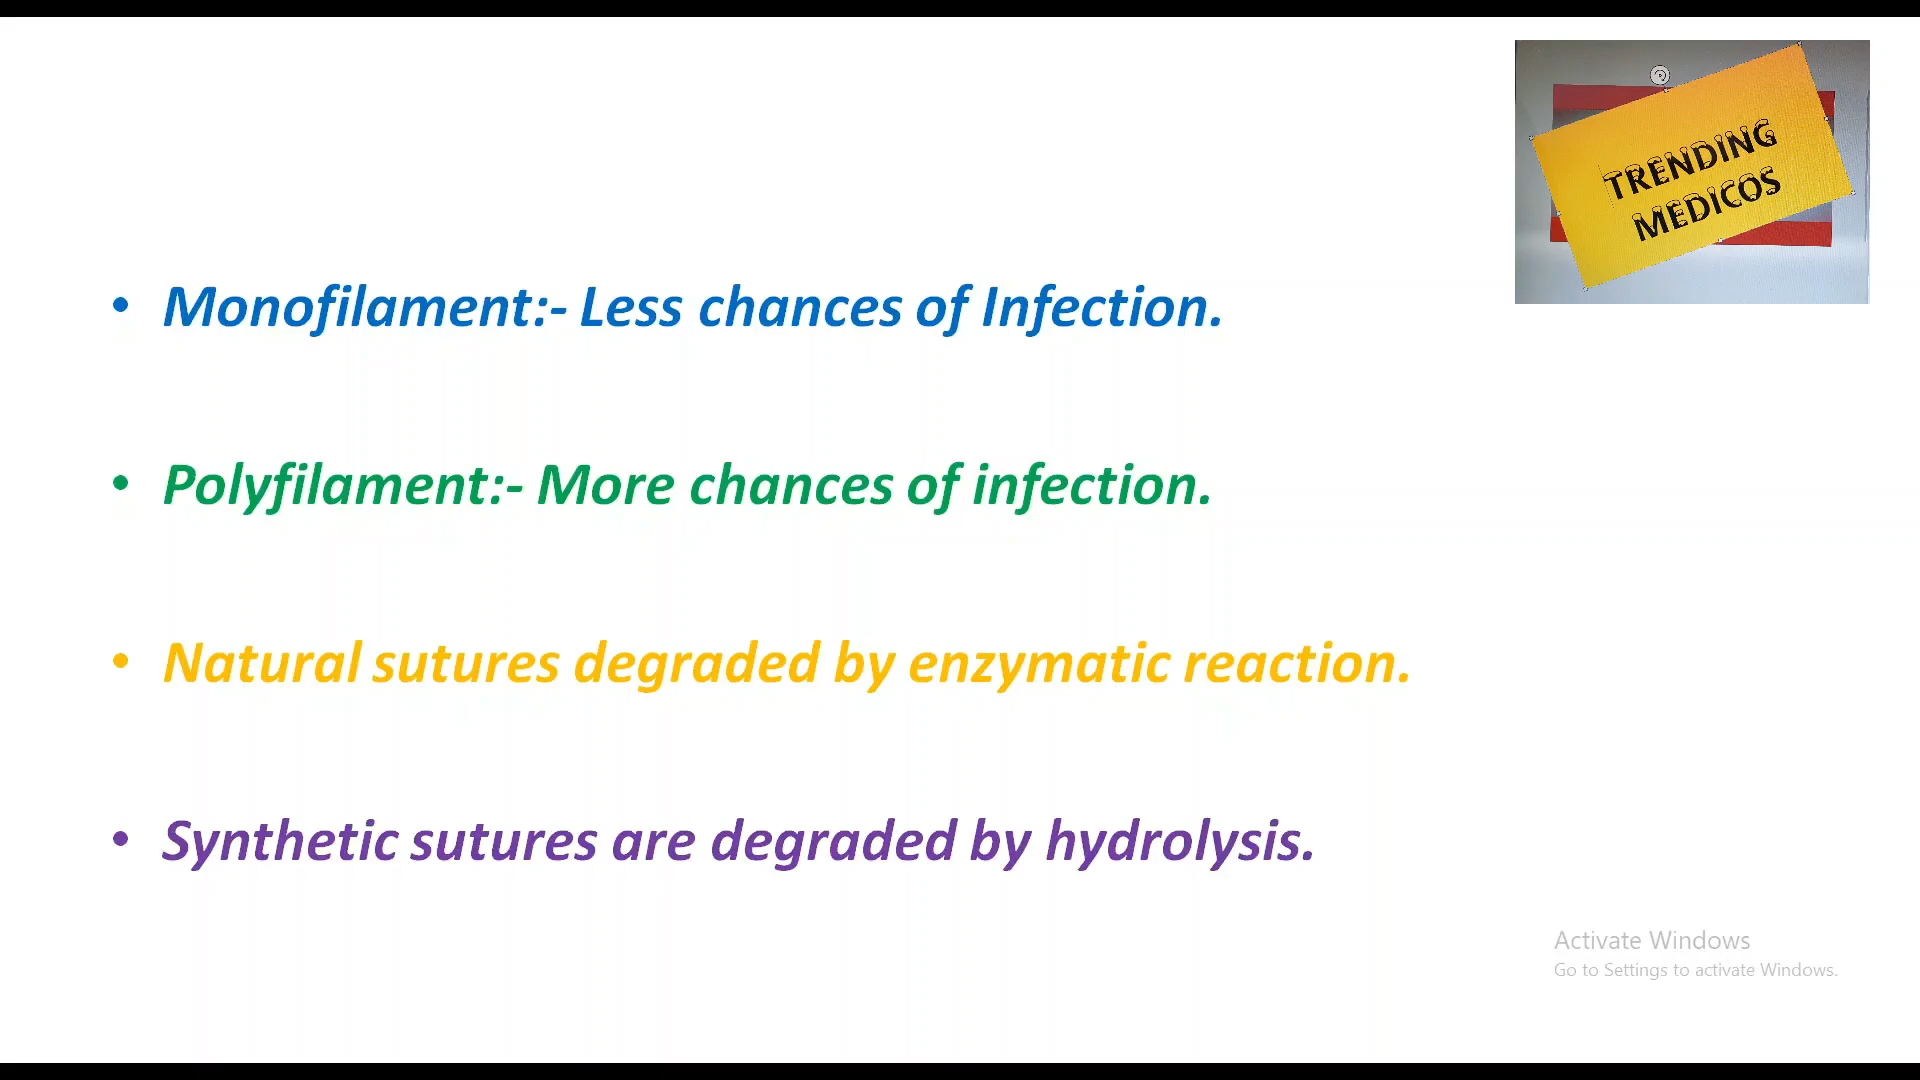 TRENDING
MEDICOS
• Monofilament:- Less chances of Infection.
• Polyfilament:- More chances of infection.
• Natural sutures degraded by enzymatic reaction.
• Synthetic sutures are degraded by hydrolysis.
Activate Windows
Go to Settings to activate Windows.